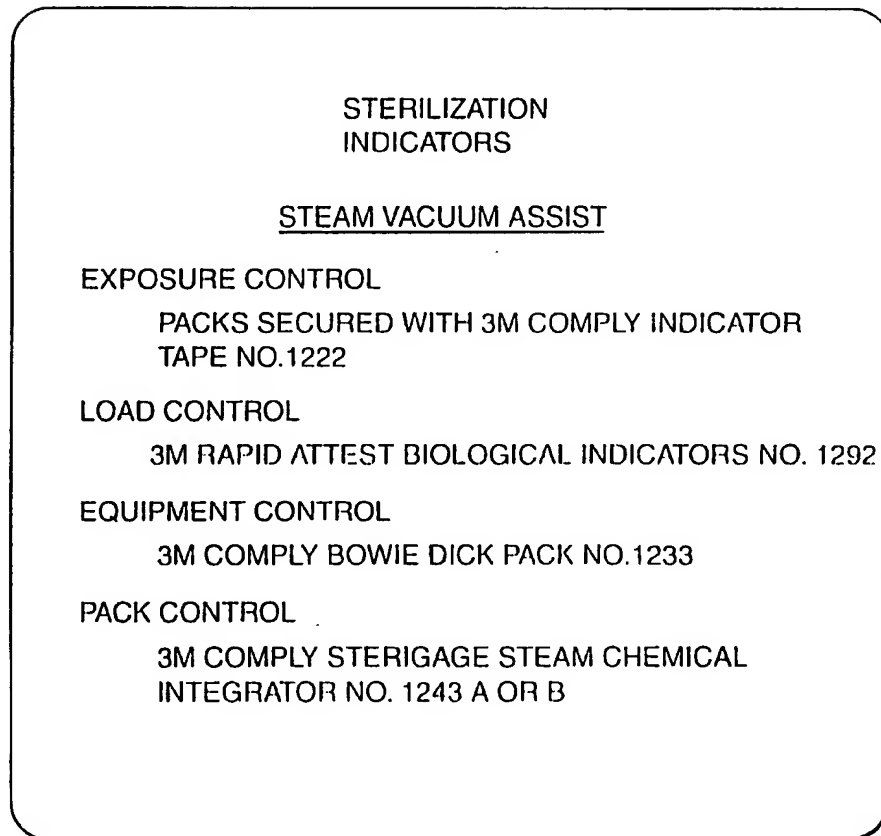 STERILIZATION
INDICATORS
STEAM VACUUM ASSIST
EXPOSURE CONTROL
PACKS SECURED WITH 3M COMPLY INDICATOR
TAPE NO.1222
LOAD CONTROL
3M RAPID ATTEST BIOLOGICAL INDICATORS NO. 1292
EQUIPMENT CONTROL
3M COMPLY BOWIE DICK PACK NO.1233
PACK CONTROL
3M COMPLY STERIGAGE STEAM CHEMICAL
INTEGRATOR NO. 1243 A OR B